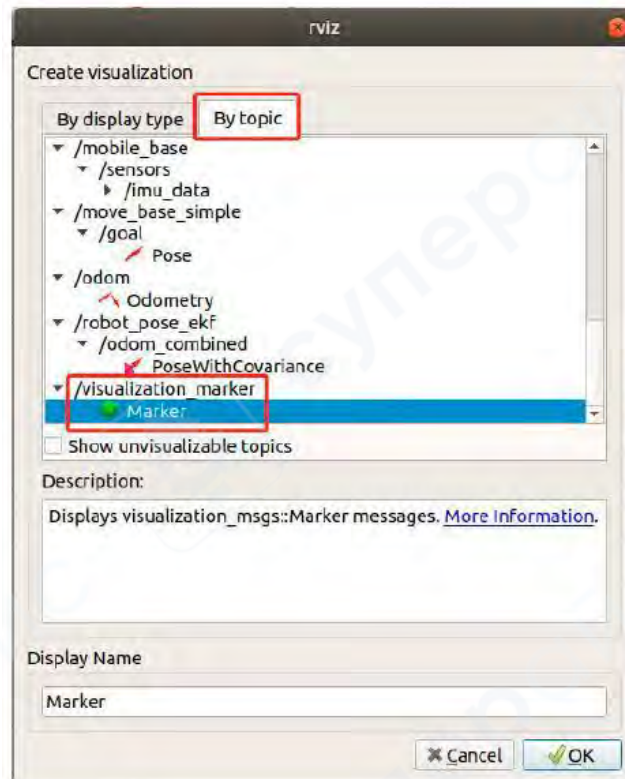 rviz
Create visualization
By display type By topic
/mobile_base
/sensors
/imu_data
/move_base_simple
/goal
Pose
/odom
Odometry
/robot_pose_ekf
/odom_combined
PoseWithCovariance
/visualization_marker
Marker
Show unvisualizable topics
Description:
Displays visualization_msgs::Marker messages. More Information.
Display Name
Marker
Cancel OK